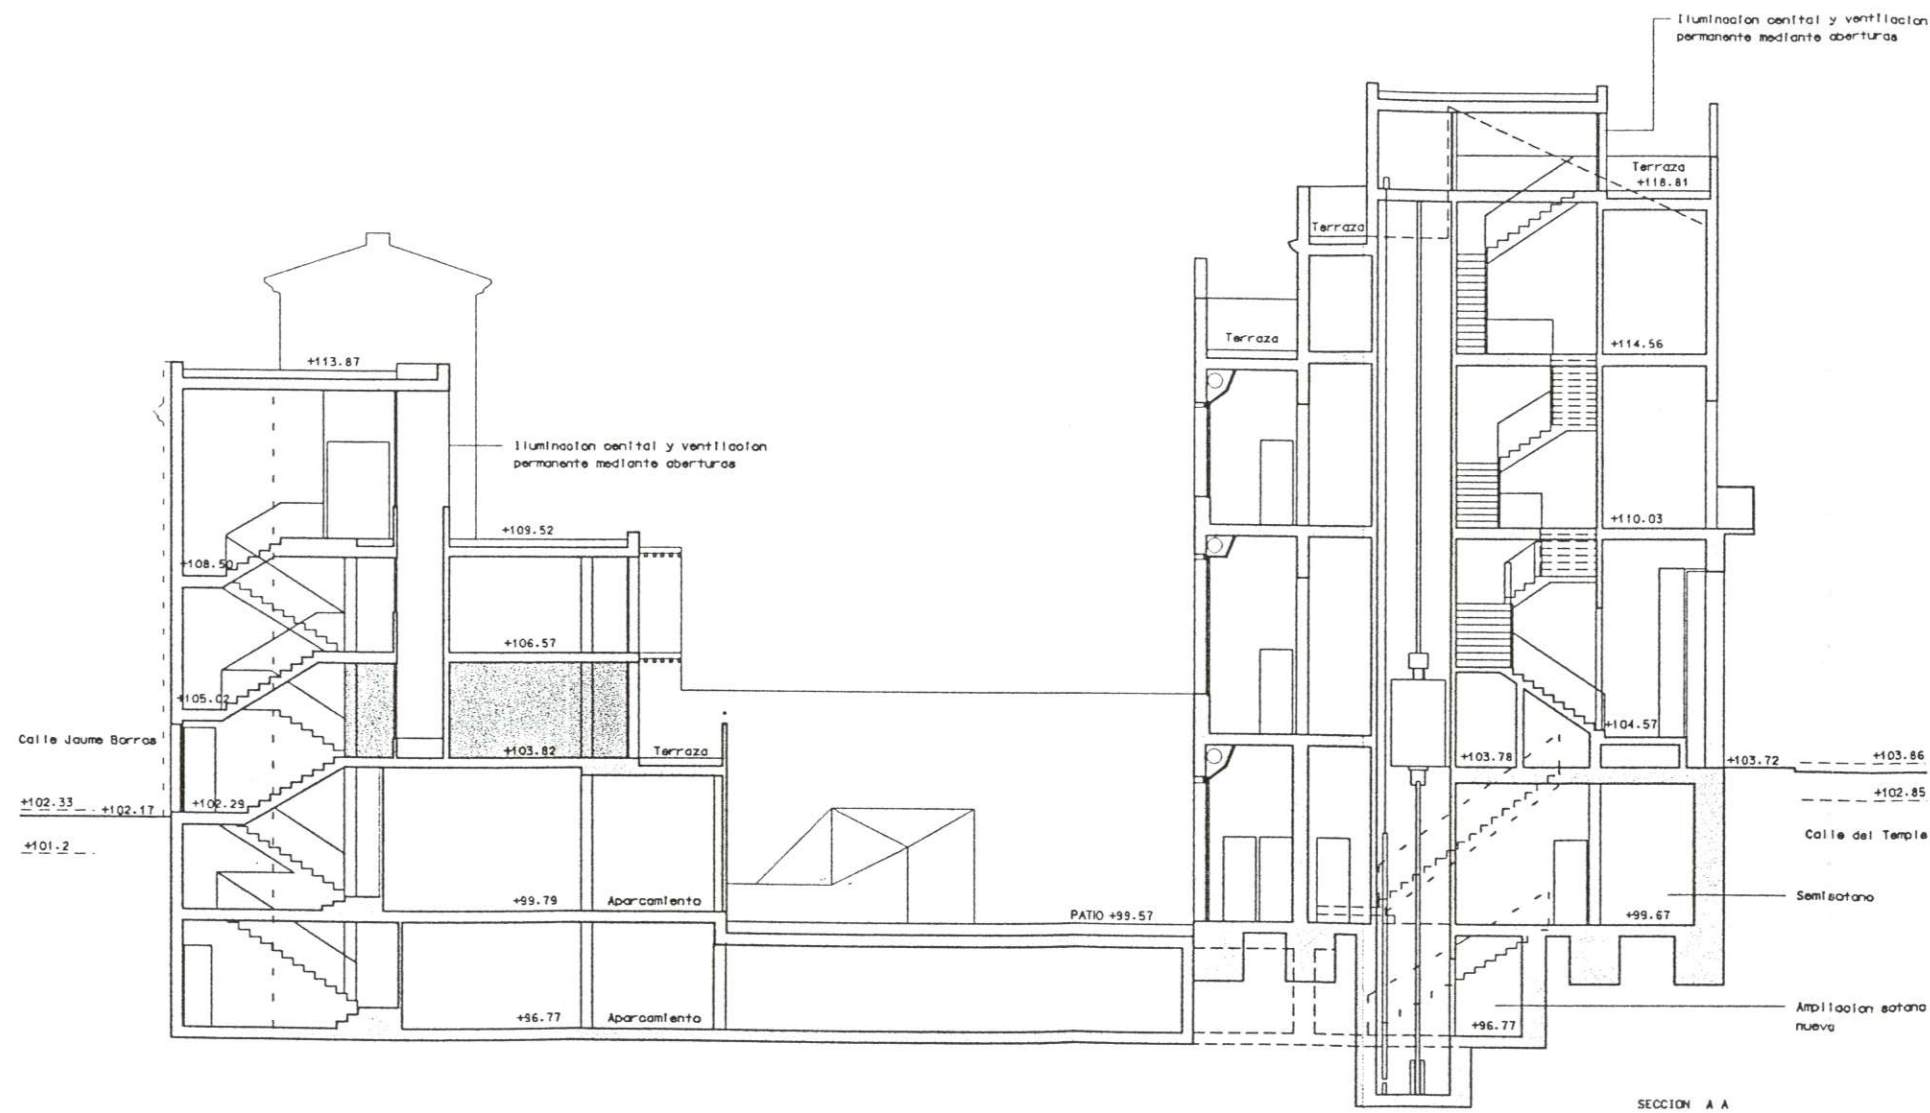 Iluminacion cenital y ventilacion
permanente mediante aberturas
Terraza
+118.81
Terraza
Terraza
+113.87
+114.56
Iluminacion cenital y ventilacion
permanente mediante aberturas
+110.03
+109.52
+108.50
+106.57
+105.02
+104.57
Calle Jaume Borras
+103.82
Terraza
+103.78
+103.72
+103.86
+102.85
+102.33
+102.17
+102.29
+101.2
Calle del Temple
+99.79
Aparcamiento
PATIO +99.57
+99.67
Semisotano
+96.77
Aparcamiento
+96.77
Ampliacion sotano
nueva
SECCION A A